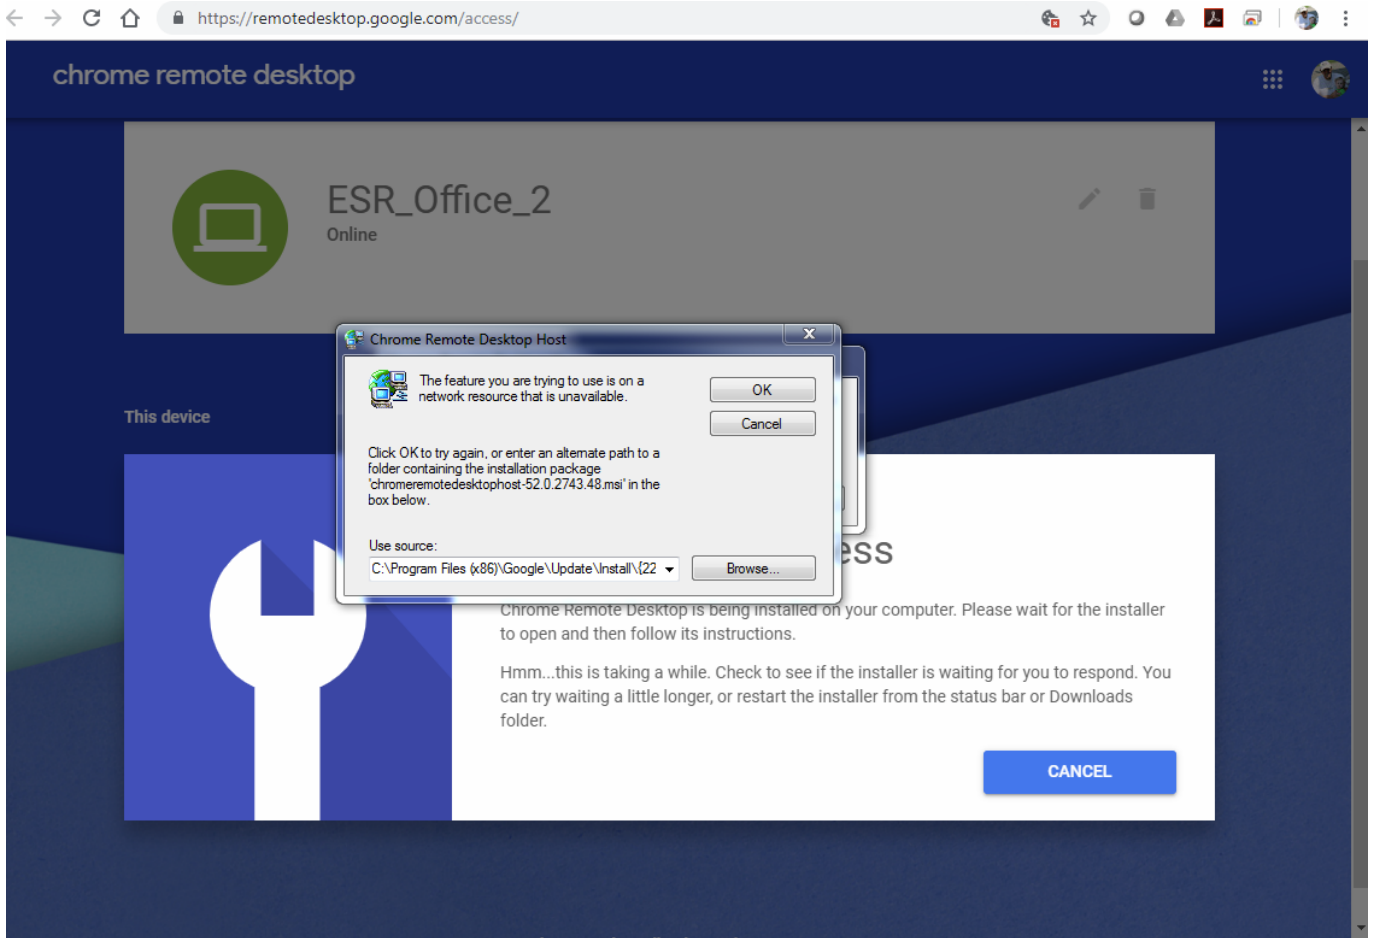 https://remotedesktop.google.com/access/
chrome remote desktop
ESR_Office_2
Online
Chrome Remote Desktop Host
The feature you are trying to use is on a
network resource that is unavailable.
OK
Cancel
Click OK to try again, or enter an alternate path to a
folder containing the installation package
'chromeremotedesktophost-52.0.2743.48.msi' in the
box below.
Use source:
C:\Program Files (x86)\Google\Update\Install\{22
Browse...
This device
ess
Chrome Remote Desktop is being installed on your computer. Please wait for the installer
to open and then follow its instructions.
Hmm...this is taking a while. Check to see if the installer is waiting for you to respond. You
can try waiting a little longer, or restart the installer from the status bar or Downloads
folder.
CANCEL